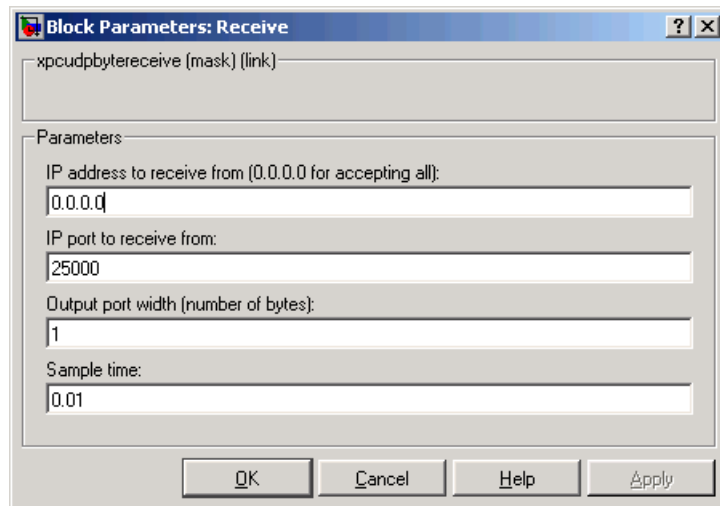 Block Parameters: Receive
xpcudpbytereceive (mask) (link)
Parameters
IP address to receive from (0.0.0.0 for accepting all):
0.0.0.0
IP port to receive from:
25000
Output port width (number of bytes):
1
Sample time:
0.01
OK Cancel Help Apply